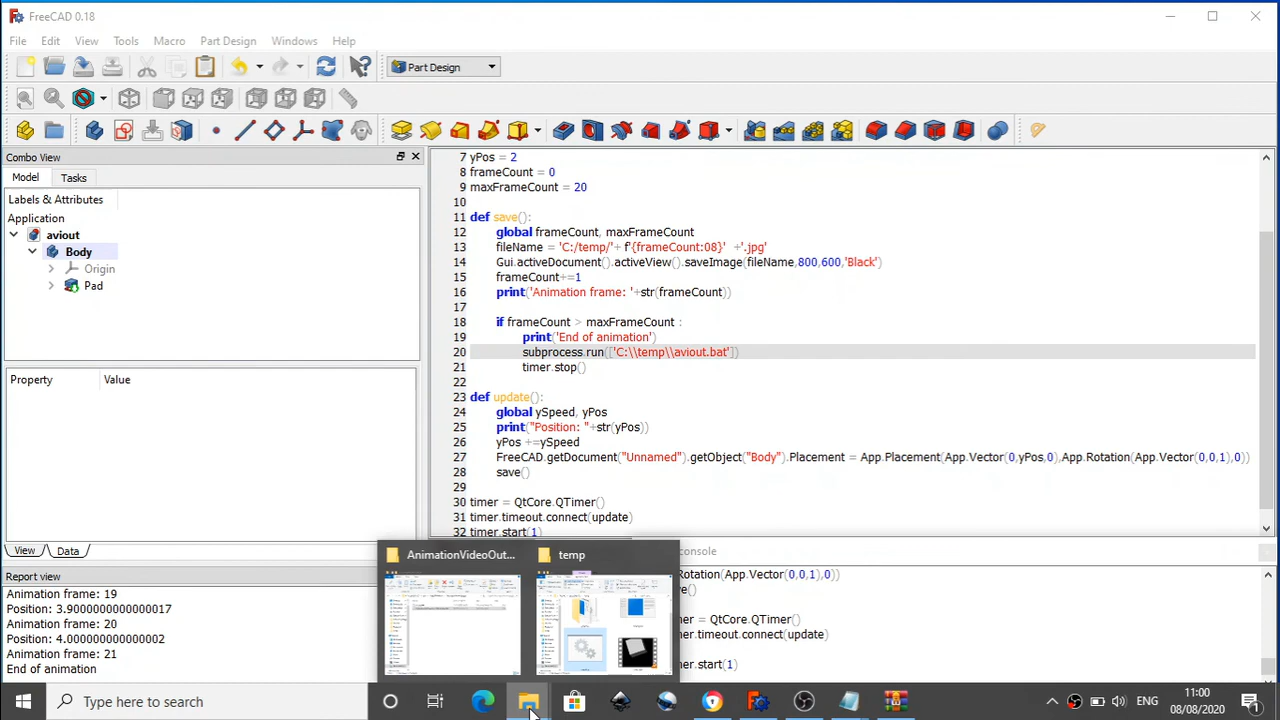 FreeCAD 0.18
File Edit View Tools Macro Part Design Windows Help
Part Design
Combo View
Model Tasks
Labels & Attributes
Application
aviout
Body
Origin
Pad
Property Value
View Data
7 yPos = 2
8 frameCount = 0
9 maxFrameCount = 20
10
11 def save():
12 global frameCount, maxFrameCount
13 fileName = 'C:/temp/'+ f'{frameCount:08}' +'.jpg'
14 Gui.activeDocument().activeView().saveImage(fileName,800,600,'Black')
15 frameCount+=1
16 print('Animation frame: '+str(frameCount))
17
18 if frameCount > maxFrameCount :
19 print('End of animation')
20 subprocess.run(['C:\\temp\\aviout.bat'])
21 timer.stop()
22
23 def update():
24 global ySpeed, yPos
25 print("Position: "+str(yPos))
26 yPos +=ySpeed
27 FreeCAD.getDocument("Unnamed").getObject("Body").Placement = App.Placement(App.Vector(0,yPos,0),App.Rotation(App.Vector(0,0,1),0))
28 save()
29
30 timer = QtCore.QTimer()
31 timer.timeout.connect(update)
32 timer.start(1)
Report view
Animation frame: 19
Position: 3.900000000000017
Animation frame: 20
Position: 4.000000000000002
Animation frame: 21
End of animation
console
Rotation(App.Vector(0,0,1),0))
ve()
ner = QtCore.QTimer()
ner.timeout.connect(update
ner.start(1)
AnimationVideoOut... temp
Type here to search
ENG
11:00
08/08/2020
1